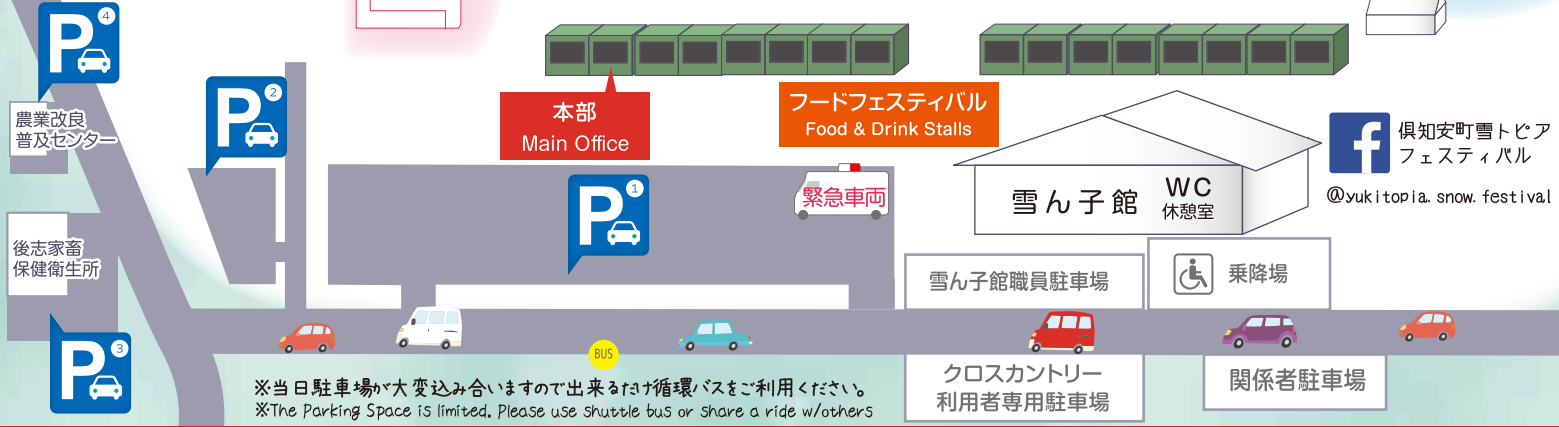 P4
農業改良
普及センター
P2
本部
Main Office
フードフェスティバル
Food & Drink Stalls
倶知安町雪トピア
フェスティバル
@yukitopia.snow.festival
P1
緊急車両
雪ん子館
WC
休憩室
後志家畜
保健衛生所
雪ん子館職員駐車場
乗降場
P3
BUS
※当日駐車場が大変込み合いますので出来るだけ循環バスをご利用ください。
※The Parking Space is limited. Please use shuttle bus or share a ride w/others
クロスカントリー
利用者専用駐車場
関係者駐車場